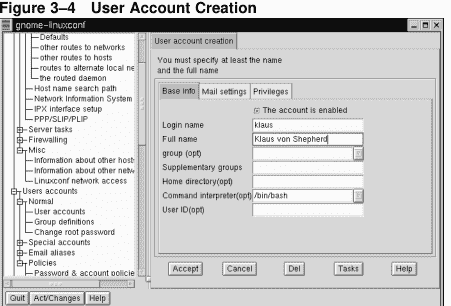 Figure 3–4 User Account Creation
gnome-linuxconf
Defaults
other routes to networks
other routes to hosts
routes to alternate local ne
the routed daemon
Host name search path
Network Information System
IPX interface setup
PPP/SLIP/PLIP
Server tasks
Firewalling
Misc
Information about other host
Information about other netw
Linuxconf network access
Users accounts
Normal
User accounts
Group definitions
Change root password
Special accounts
Email aliases
Policies
Password & account policie
Quit Act/Changes Help
User account creation
You must specify at least the name
and the full name
Base info Mail settings Privileges
The account is enabled
Login name klaus
Full name Klaus von Shepherd
group (opt)
Supplementary groups
Home directory(opt)
Command interpreter(opt) /bin/bash
User ID(opt)
Accept Cancel Del Tasks Help